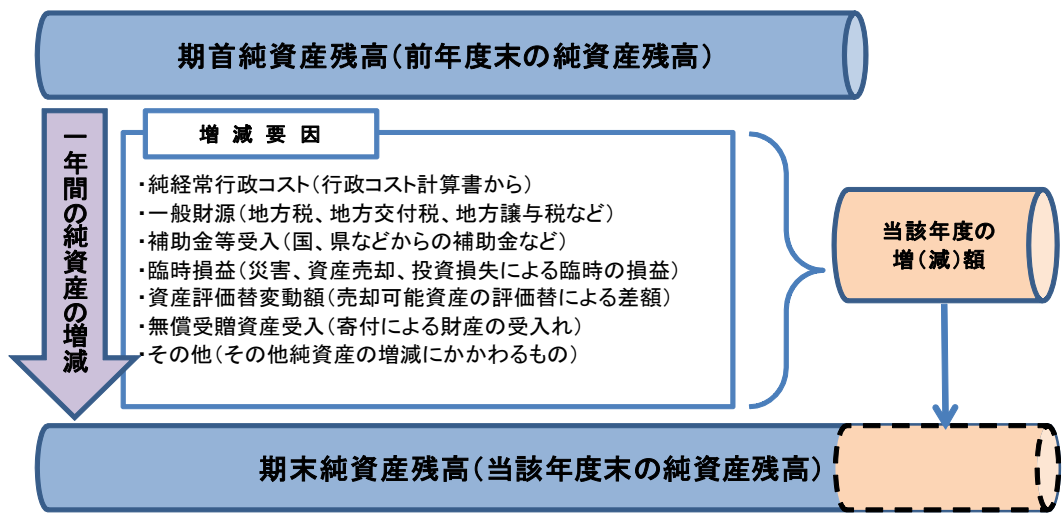 期首純資産残高（前年度末の純資産残高）
一年間の純資産の増減
増減要因
・純経常行政コスト（行政コスト計算書から）
・一般財源（地方税、地方交付税、地方譲与税など）
・補助金等受入（国、県などからの補助金など）
・臨時損益（災害、資産売却、投資損失による臨時の損益）
・資産評価替変動額（売却可能資産の評価替による差額）
・無償受贈資産受入（寄付による財産の受入れ）
・その他（その他純資産の増減にかかわるもの）
当該年度の
増（減）額
期末純資産残高（当該年度末の純資産残高）